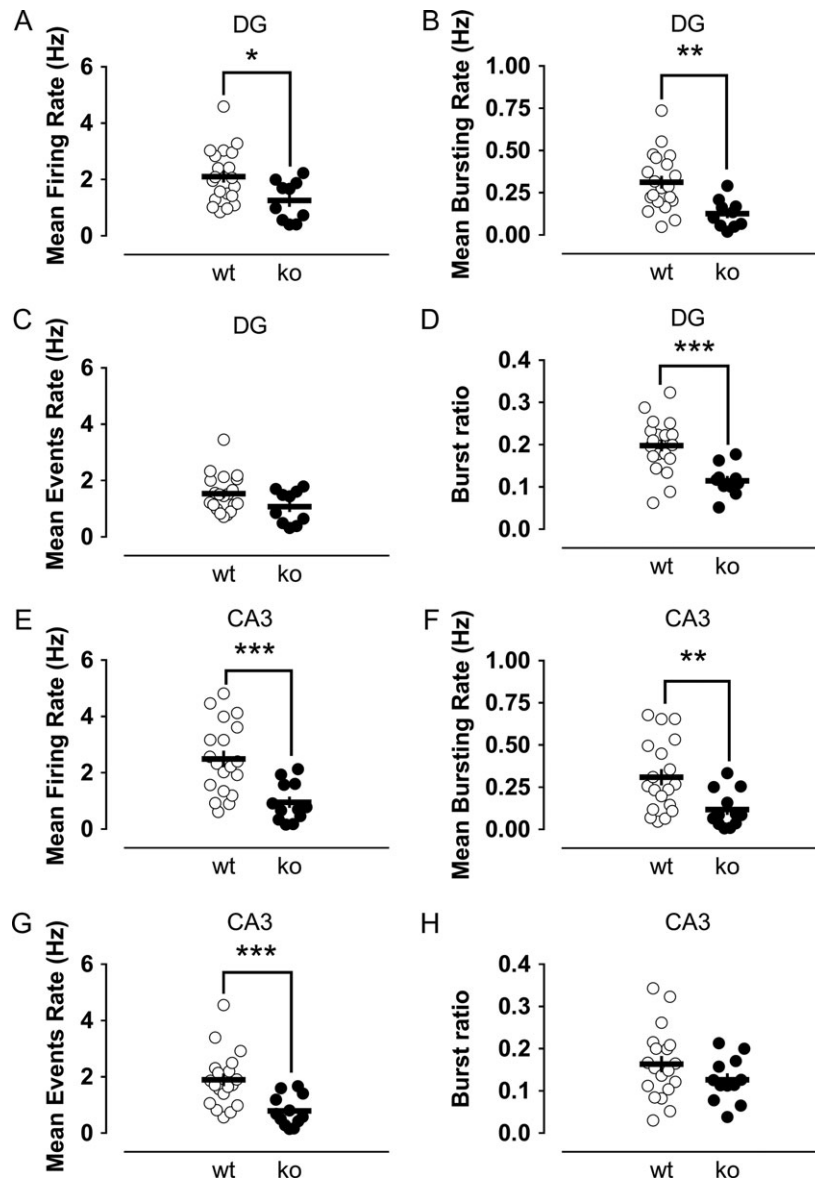 A
DG
*
Mean Firing Rate (Hz)
6
4
2
0
wt
ko
B
DG
**
Mean Bursting Rate (Hz)
1.00
0.75
0.50
0.25
0.00
wt
ko
C
DG
Mean Events Rate (Hz)
6
4
2
0
wt
ko
D
DG
***
Burst ratio
0.4
0.3
0.2
0.1
0.0
wt
ko
E
CA3
***
Mean Firing Rate (Hz)
6
4
2
0
wt
ko
F
CA3
**
Mean Bursting Rate (Hz)
1.00
0.75
0.50
0.25
0.00
wt
ko
G
CA3
***
Mean Events Rate (Hz)
6
4
2
0
wt
ko
H
CA3
Burst ratio
0.4
0.3
0.2
0.1
0.0
wt
ko